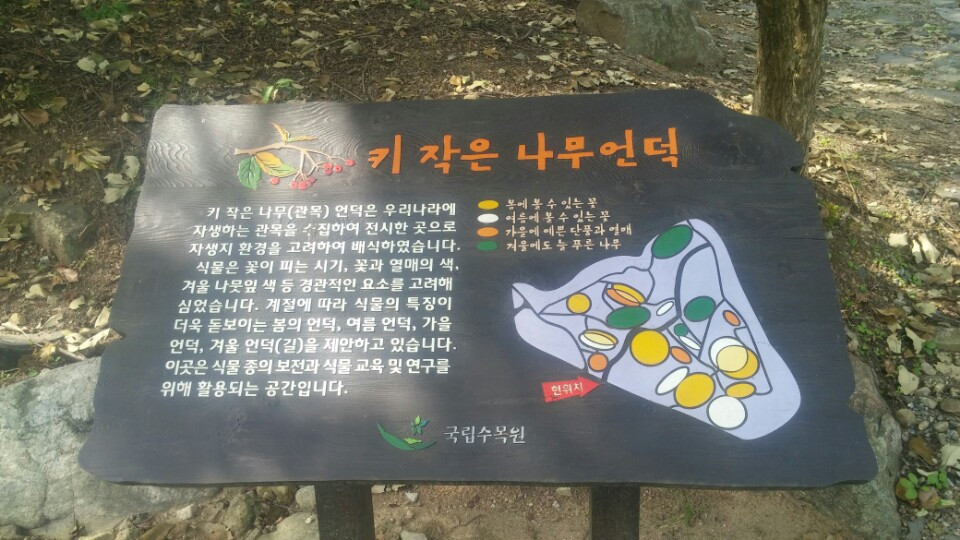 키 작은 나무언덕
키 작은 나무(관목) 언덕은 우리나라에
자생하는 관목을 수집하여 전시한 곳으로
자생지 환경을 고려하여 배식하였습니다.
식물은 꽃이 피는 시기, 꽃과 열매의 색,
겨울 나뭇잎 색 등 경관적인 요소를 고려해
심었습니다. 계절에 따라 식물의 특징이
더욱 돋보이는 봄의 언덕, 여름 언덕, 가을
언덕, 겨울 언덕(길)을 제안하고 있습니다.
이곳은 식물 종의 보전과 식물 교육 및 연구를
위해 활용되는 공간입니다.
봄에 볼 수 있는 꽃
여름에 볼 수 있는 꽃
가을에 예쁜 단풍과 열매
겨울에도 늘 푸른 나무
현위치
국립수목원